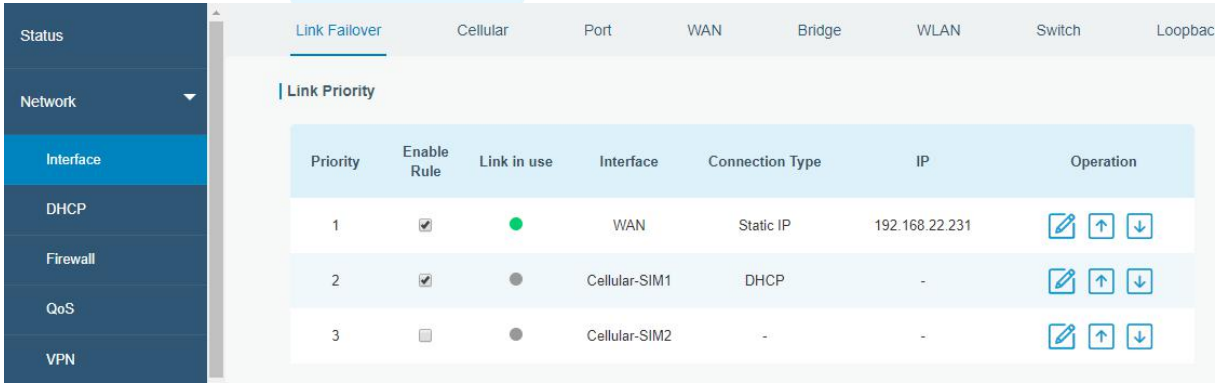 Status
Network
Interface
DHCP
Firewall
QoS
VPN
Link Failover Cellular Port WAN Bridge WLAN Switch Loopbac
Link Priority
Priority Enable Rule Link in use Interface Connection Type IP Operation
1 WAN Static IP 192.168.22.231
2 Cellular-SIM1 DHCP -
3 Cellular-SIM2 - -